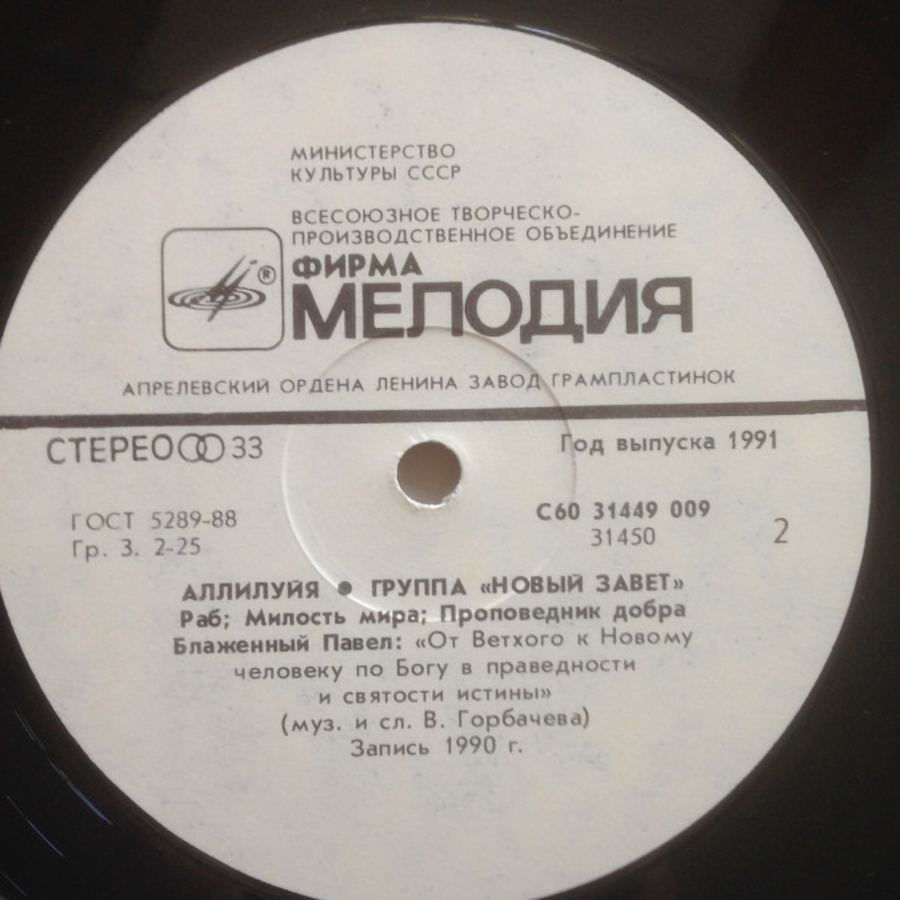 МИНИСТЕРСТВО
КУЛЬТУРЫ СССР
ВСЕСОЮЗНОЕ ТВОРЧЕСКО-
ПРОИЗВОДСТВЕННОЕ ОБЪЕДИНЕНИЕ
ФИРМА
МЕЛОДИЯ
®
АПРЕЛЕВСКИЙ ОРДЕНА ЛЕНИНА ЗАВОД ГРАМПЛАСТИНОК
СТЕРЕО 33
Год выпуска 1991
ГОСТ 5289-88
Гр. 3. 2-25
С60 31449 009
31450
2
АЛЛИЛУЙЯ ● ГРУППА «НОВЫЙ ЗАВЕТ»
Раб; Милость мира; Проповедник добра
Блаженный Павел: «От Ветхого к Новому
человеку по Богу в праведности
и святости истины»
(муз. и сл. В. Горбачева)
Запись 1990 г.